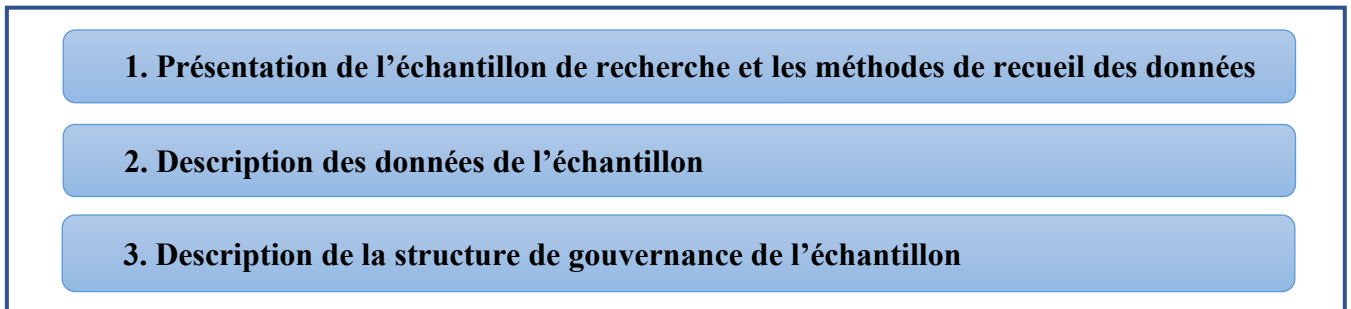 1. Présentation de l’échantillon de recherche et les méthodes de recueil des données
2. Description des données de l’échantillon
3. Description de la structure de gouvernance de l’échantillon